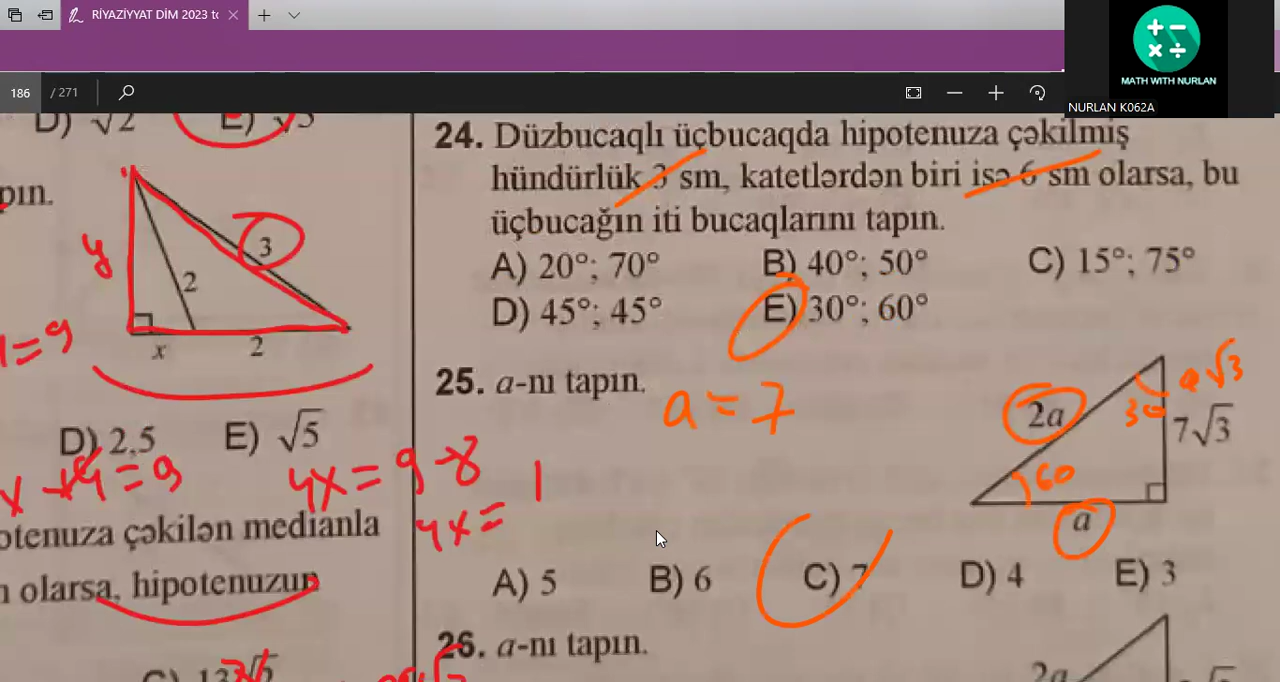 RİYAZİYYAT DİM 2023 to
186 / 271
MATH WITH NURLAN
NURLAN K062A
D) √2
pın.
y
3
2
x
2
D) 2,5 E) √5
4x = 9 - 8
4x = 1
otenuza çəkilən medianla
olarsa, hipotenuzun
24. Düzbucaqlı üçbucaqda hipotenuza çəkilmiş
hündürlük 3 sm, katetlərdən biri isə 6 sm olarsa, bu
üçbucağın iti bucaqlarını tapın.
A) 20°; 70° B) 40°; 50° C) 15°; 75°
D) 45°; 45° E) 30°; 60°
25. a-nı tapın.
a = 7
2a
30
a√3
7√3
60
a
A) 5 B) 6 C) 7 D) 4 E) 3
26. a-nı tapın.
2a